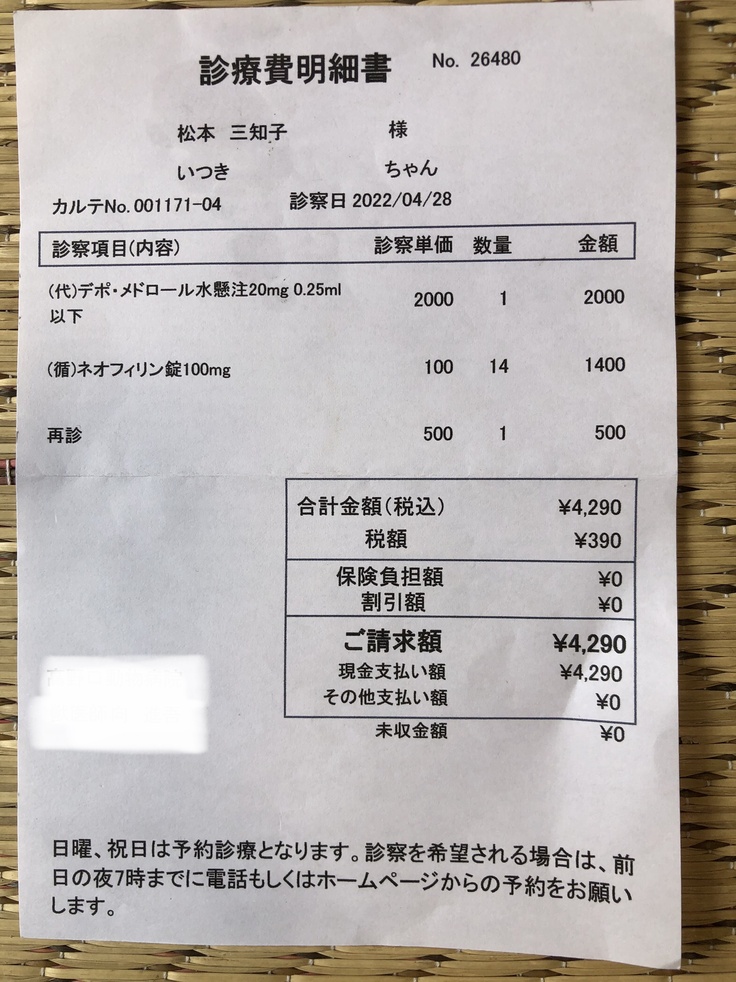 診療費明細書 No. 26480
松本 三知子 様
いつき ちゃん
カルテNo. 001171-04 診察日 2022/04/28
診察項目(内容) 診察単価 数量 金額
(代)デポ・メドロール水懸注20mg 0.25ml 2000 1 2000
以下
(循)ネオフィリン錠100mg 100 14 1400
再診 500 1 500
合計金額(税込) ¥4,290
税額 ¥390
保険負担額 ¥0
割引額 ¥0
ご請求額 ¥4,290
現金支払い額 ¥4,290
その他支払い額 ¥0
未収金額 ¥0
日曜、祝日は予約診療となります。診察を希望される場合は、前
日の夜7時までに電話もしくはホームページからの予約をお願い
します。